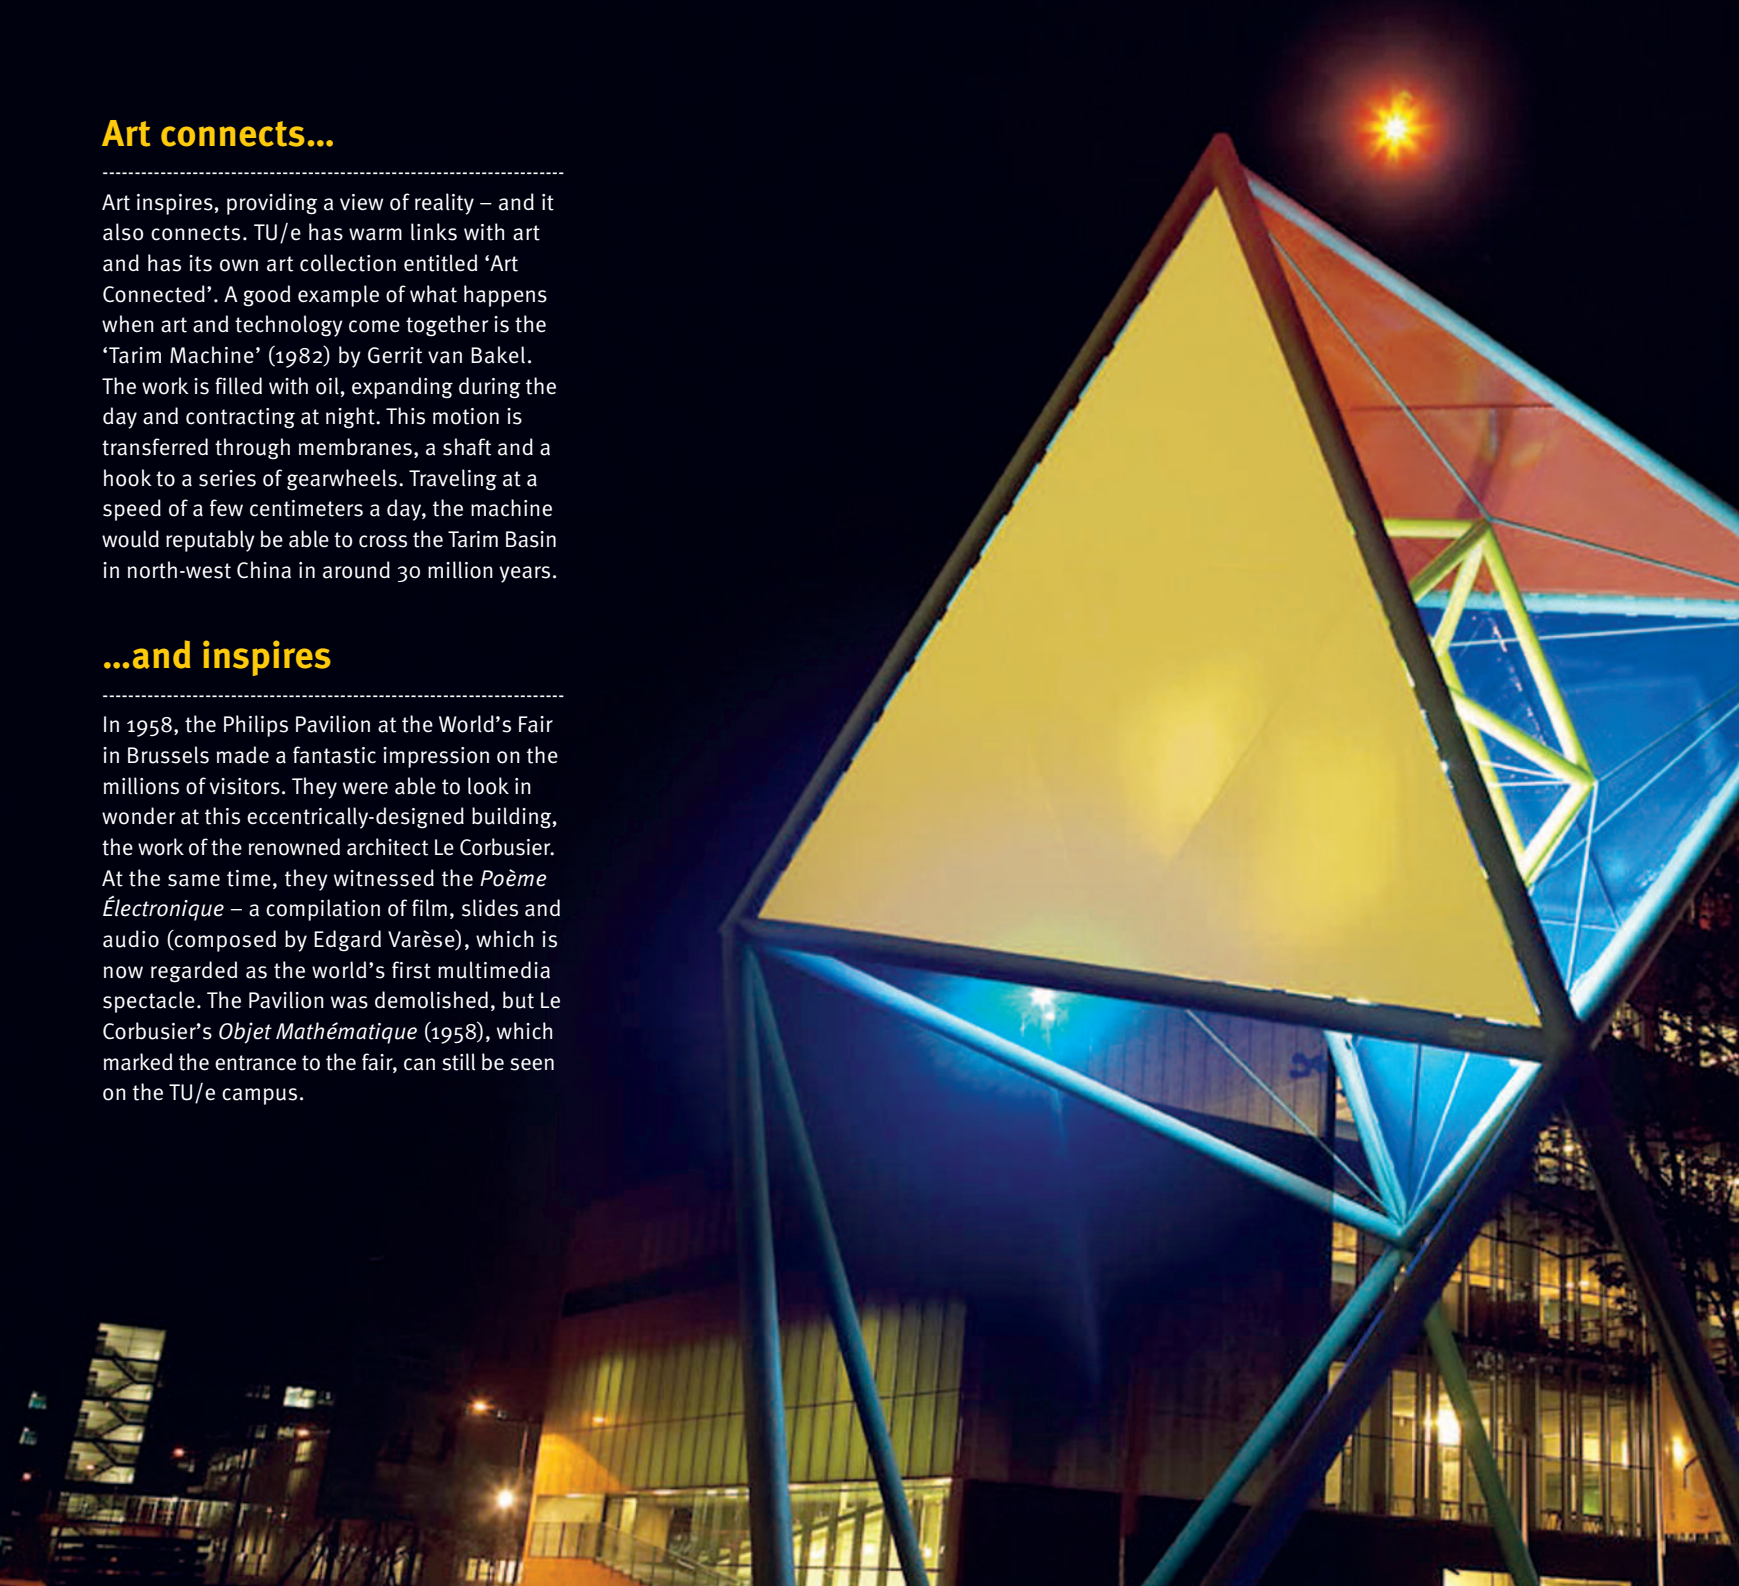 Art connects...
Art inspires, providing a view of reality – and it
also connects. TU/e has warm links with art
and has its own art collection entitled ‘Art
Connected’. A good example of what happens
when art and technology come together is the
‘Tarim Machine’ (1982) by Gerrit van Bakel.
The work is filled with oil, expanding during the
day and contracting at night. This motion is
transferred through membranes, a shaft and a
hook to a series of gearwheels. Traveling at a
speed of a few centimeters a day, the machine
would reputably be able to cross the Tarim Basin
in north-west China in around 30 million years.
...and inspires
In 1958, the Philips Pavilion at the World’s Fair
in Brussels made a fantastic impression on the
millions of visitors. They were able to look in
wonder at this eccentrically-designed building,
the work of the renowned architect Le Corbusier.
At the same time, they witnessed the Poème
Électronique – a compilation of film, slides and
audio (composed by Edgard Varèse), which is
now regarded as the world’s first multimedia
spectacle. The Pavilion was demolished, but Le
Corbusier’s Objet Mathématique (1958), which
marked the entrance to the fair, can still be seen
on the TU/e campus.